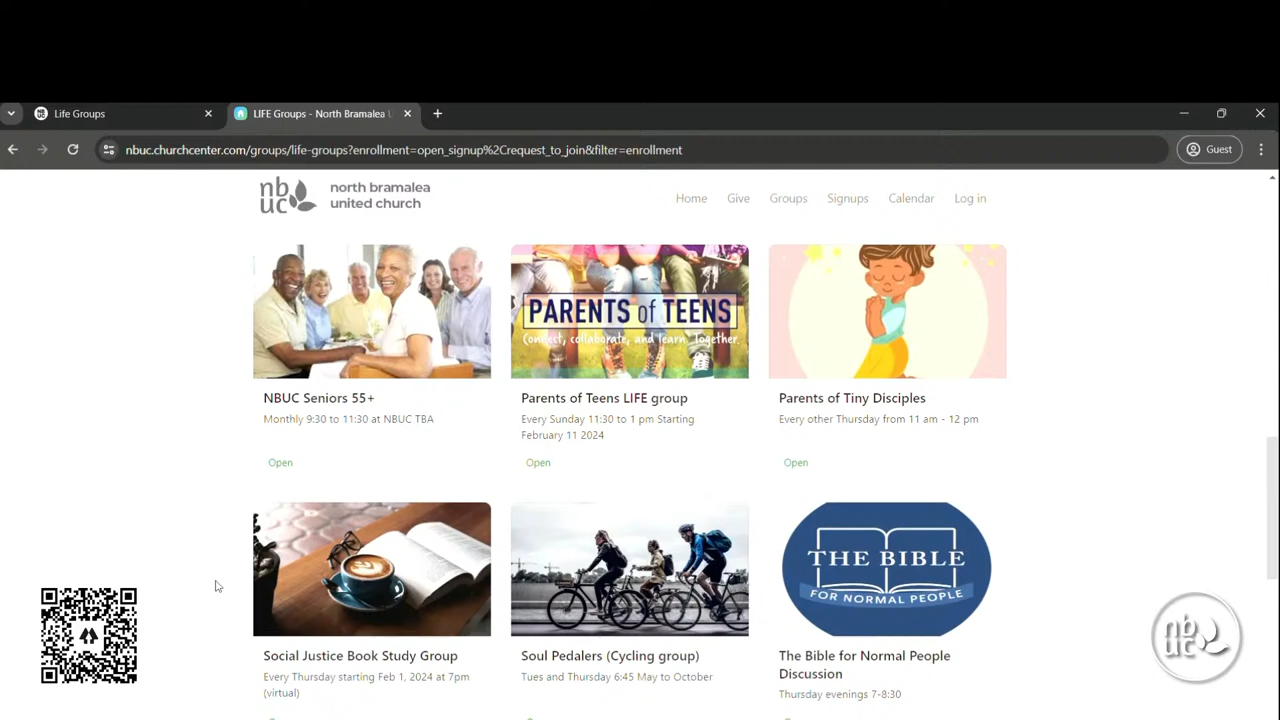 Life Groups
LIFE Groups - North Bramalea U
nbuc.churchcenter.com/groups/life-groups?enrollment=open_signup%2Crequest_to_join&filter=enrollment
Guest
nb
uc
north bramalea
united church
Home Give Groups Signups Calendar Log in
PARENTS of TEENS
Connect, collaborate, and learn. Together.
NBUC Seniors 55+
Monthly 9:30 to 11:30 at NBUC TBA
Open
Parents of Teens LIFE group
Every Sunday 11:30 to 1 pm Starting
February 11 2024
Open
Parents of Tiny Disciples
Every other Thursday from 11 am - 12 pm
Open
THE BIBLE
FOR NORMAL PEOPLE
Social Justice Book Study Group
Every Thursday starting Feb 1, 2024 at 7pm
(virtual)
Soul Pedalers (Cycling group)
Tues and Thursday 6:45 May to October
The Bible for Normal People
Discussion
Thursday evenings 7-8:30
nb
uc